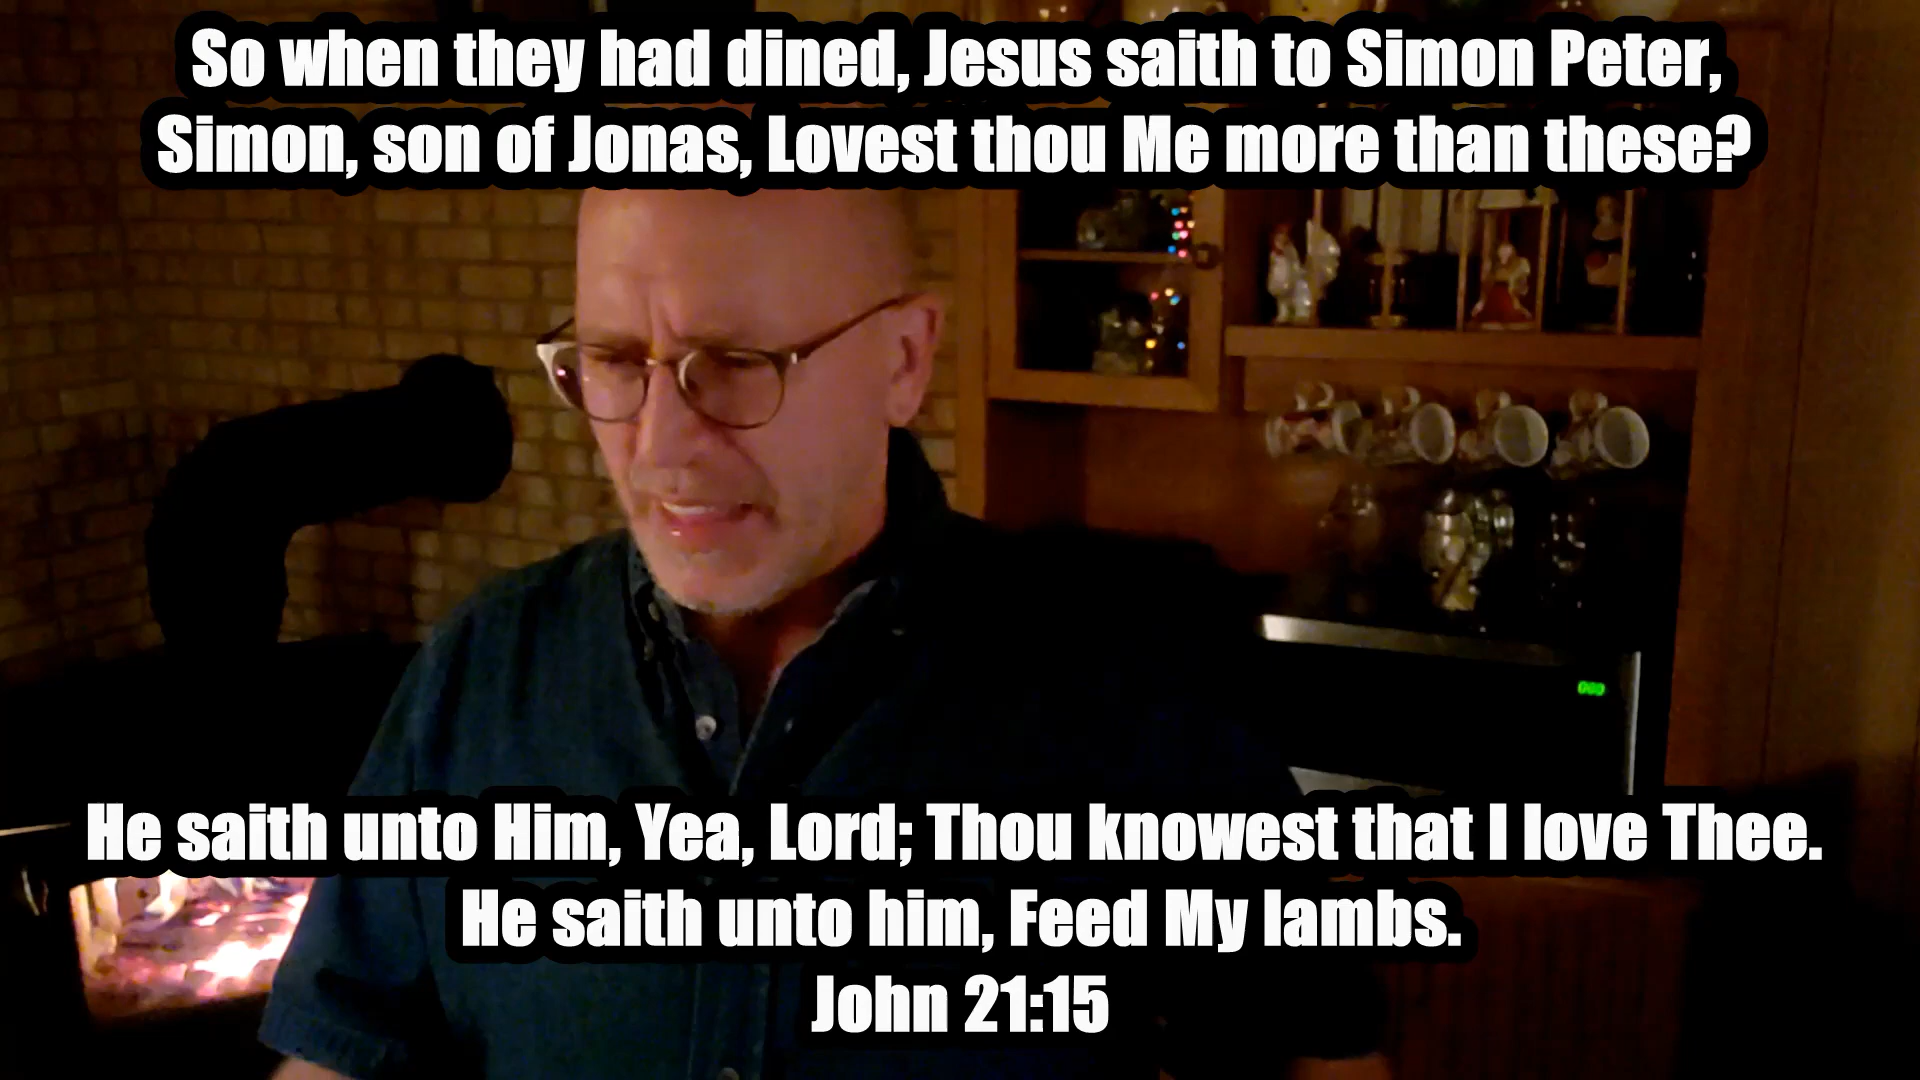 So when they had dined, Jesus saith to Simon Peter,
Simon, son of Jonas, Lovest thou Me more than these?
He saith unto Him, Yea, Lord; Thou knowest that I love Thee.
He saith unto him, Feed My lambs.
John 21:15